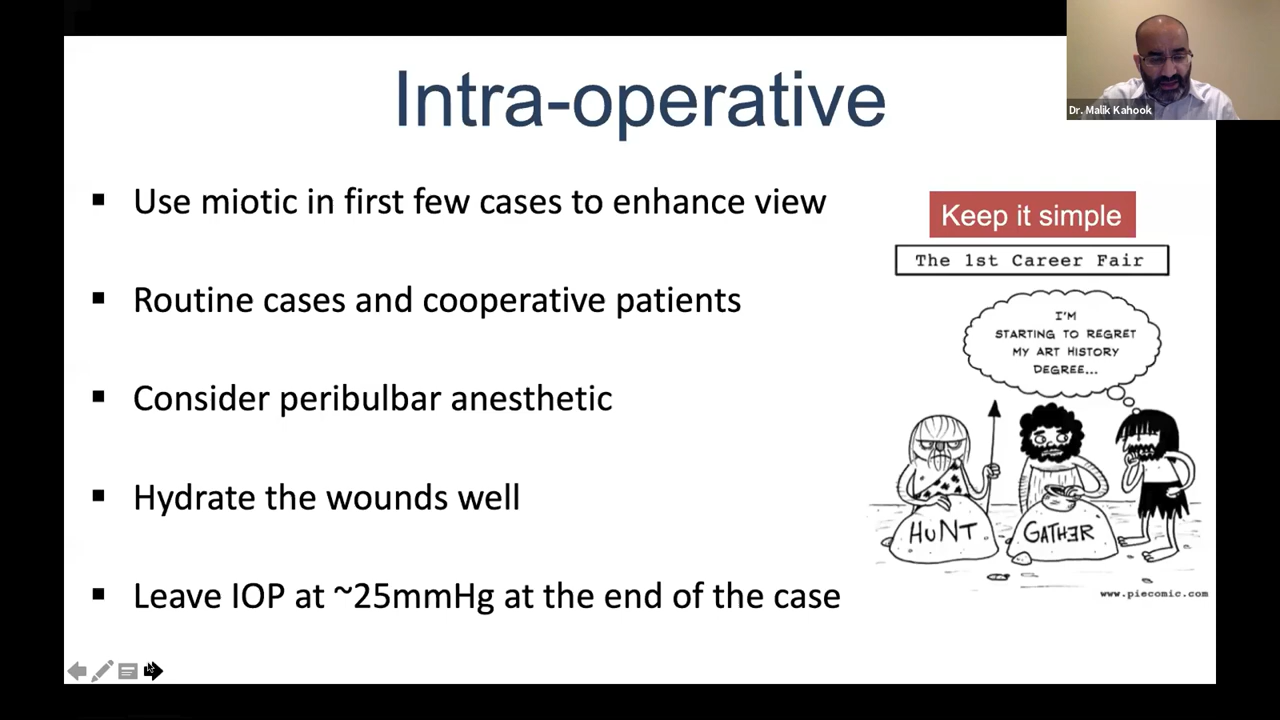 Intra-operative
Dr. Malik Kahook
▪ Use miotic in first few cases to enhance view
▪ Routine cases and cooperative patients
▪ Consider peribulbar anesthetic
▪ Hydrate the wounds well
▪ Leave IOP at ~25mmHg at the end of the case
Keep it simple
The 1st Career Fair
I'M
STARTING TO REGRET
MY ART HISTORY
DEGREE...
HUNT
GATHER
www.piecomic.com